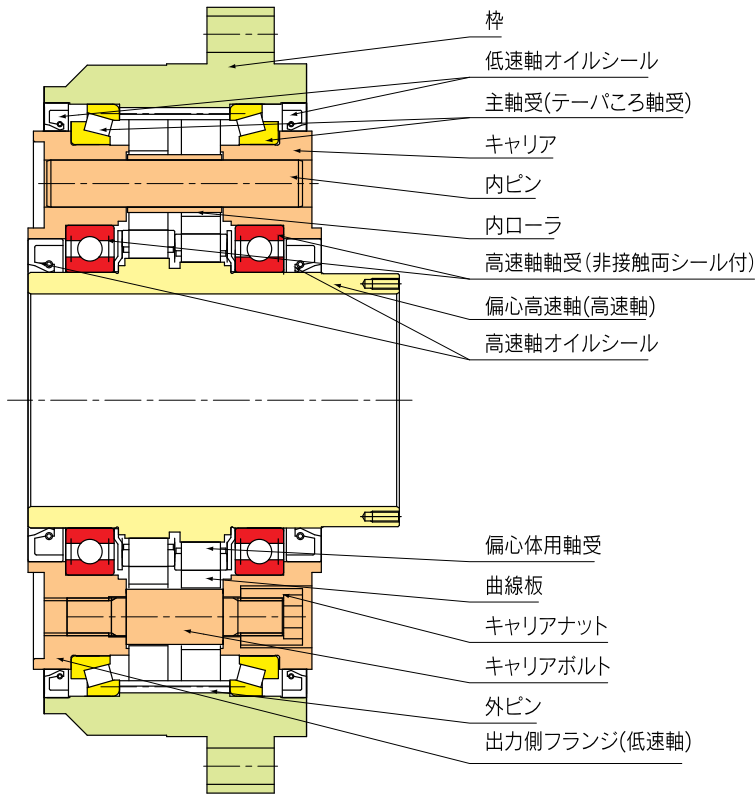 枠
低速軸オイルシール
主軸受(テーパころ軸受)
キャリア
内ピン
内ローラ
高速軸軸受(非接触両シール付)
偏心高速軸(高速軸)
高速軸オイルシール
偏心体用軸受
曲線板
キャリアナット
キャリアボルト
外ピン
出力側フランジ(低速軸)